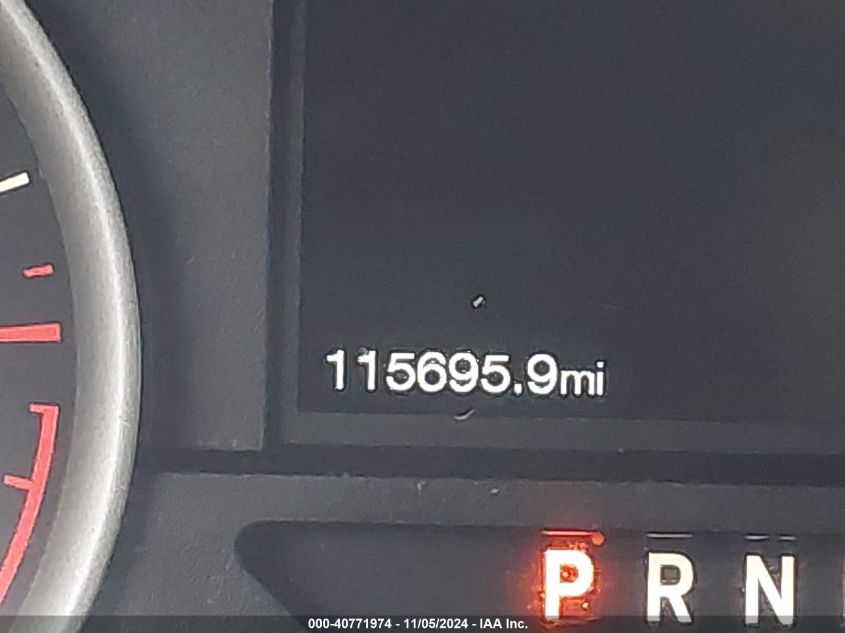 115695.9mi
P R N
000-40771974 - 11/05/2024 - IAA Inc.